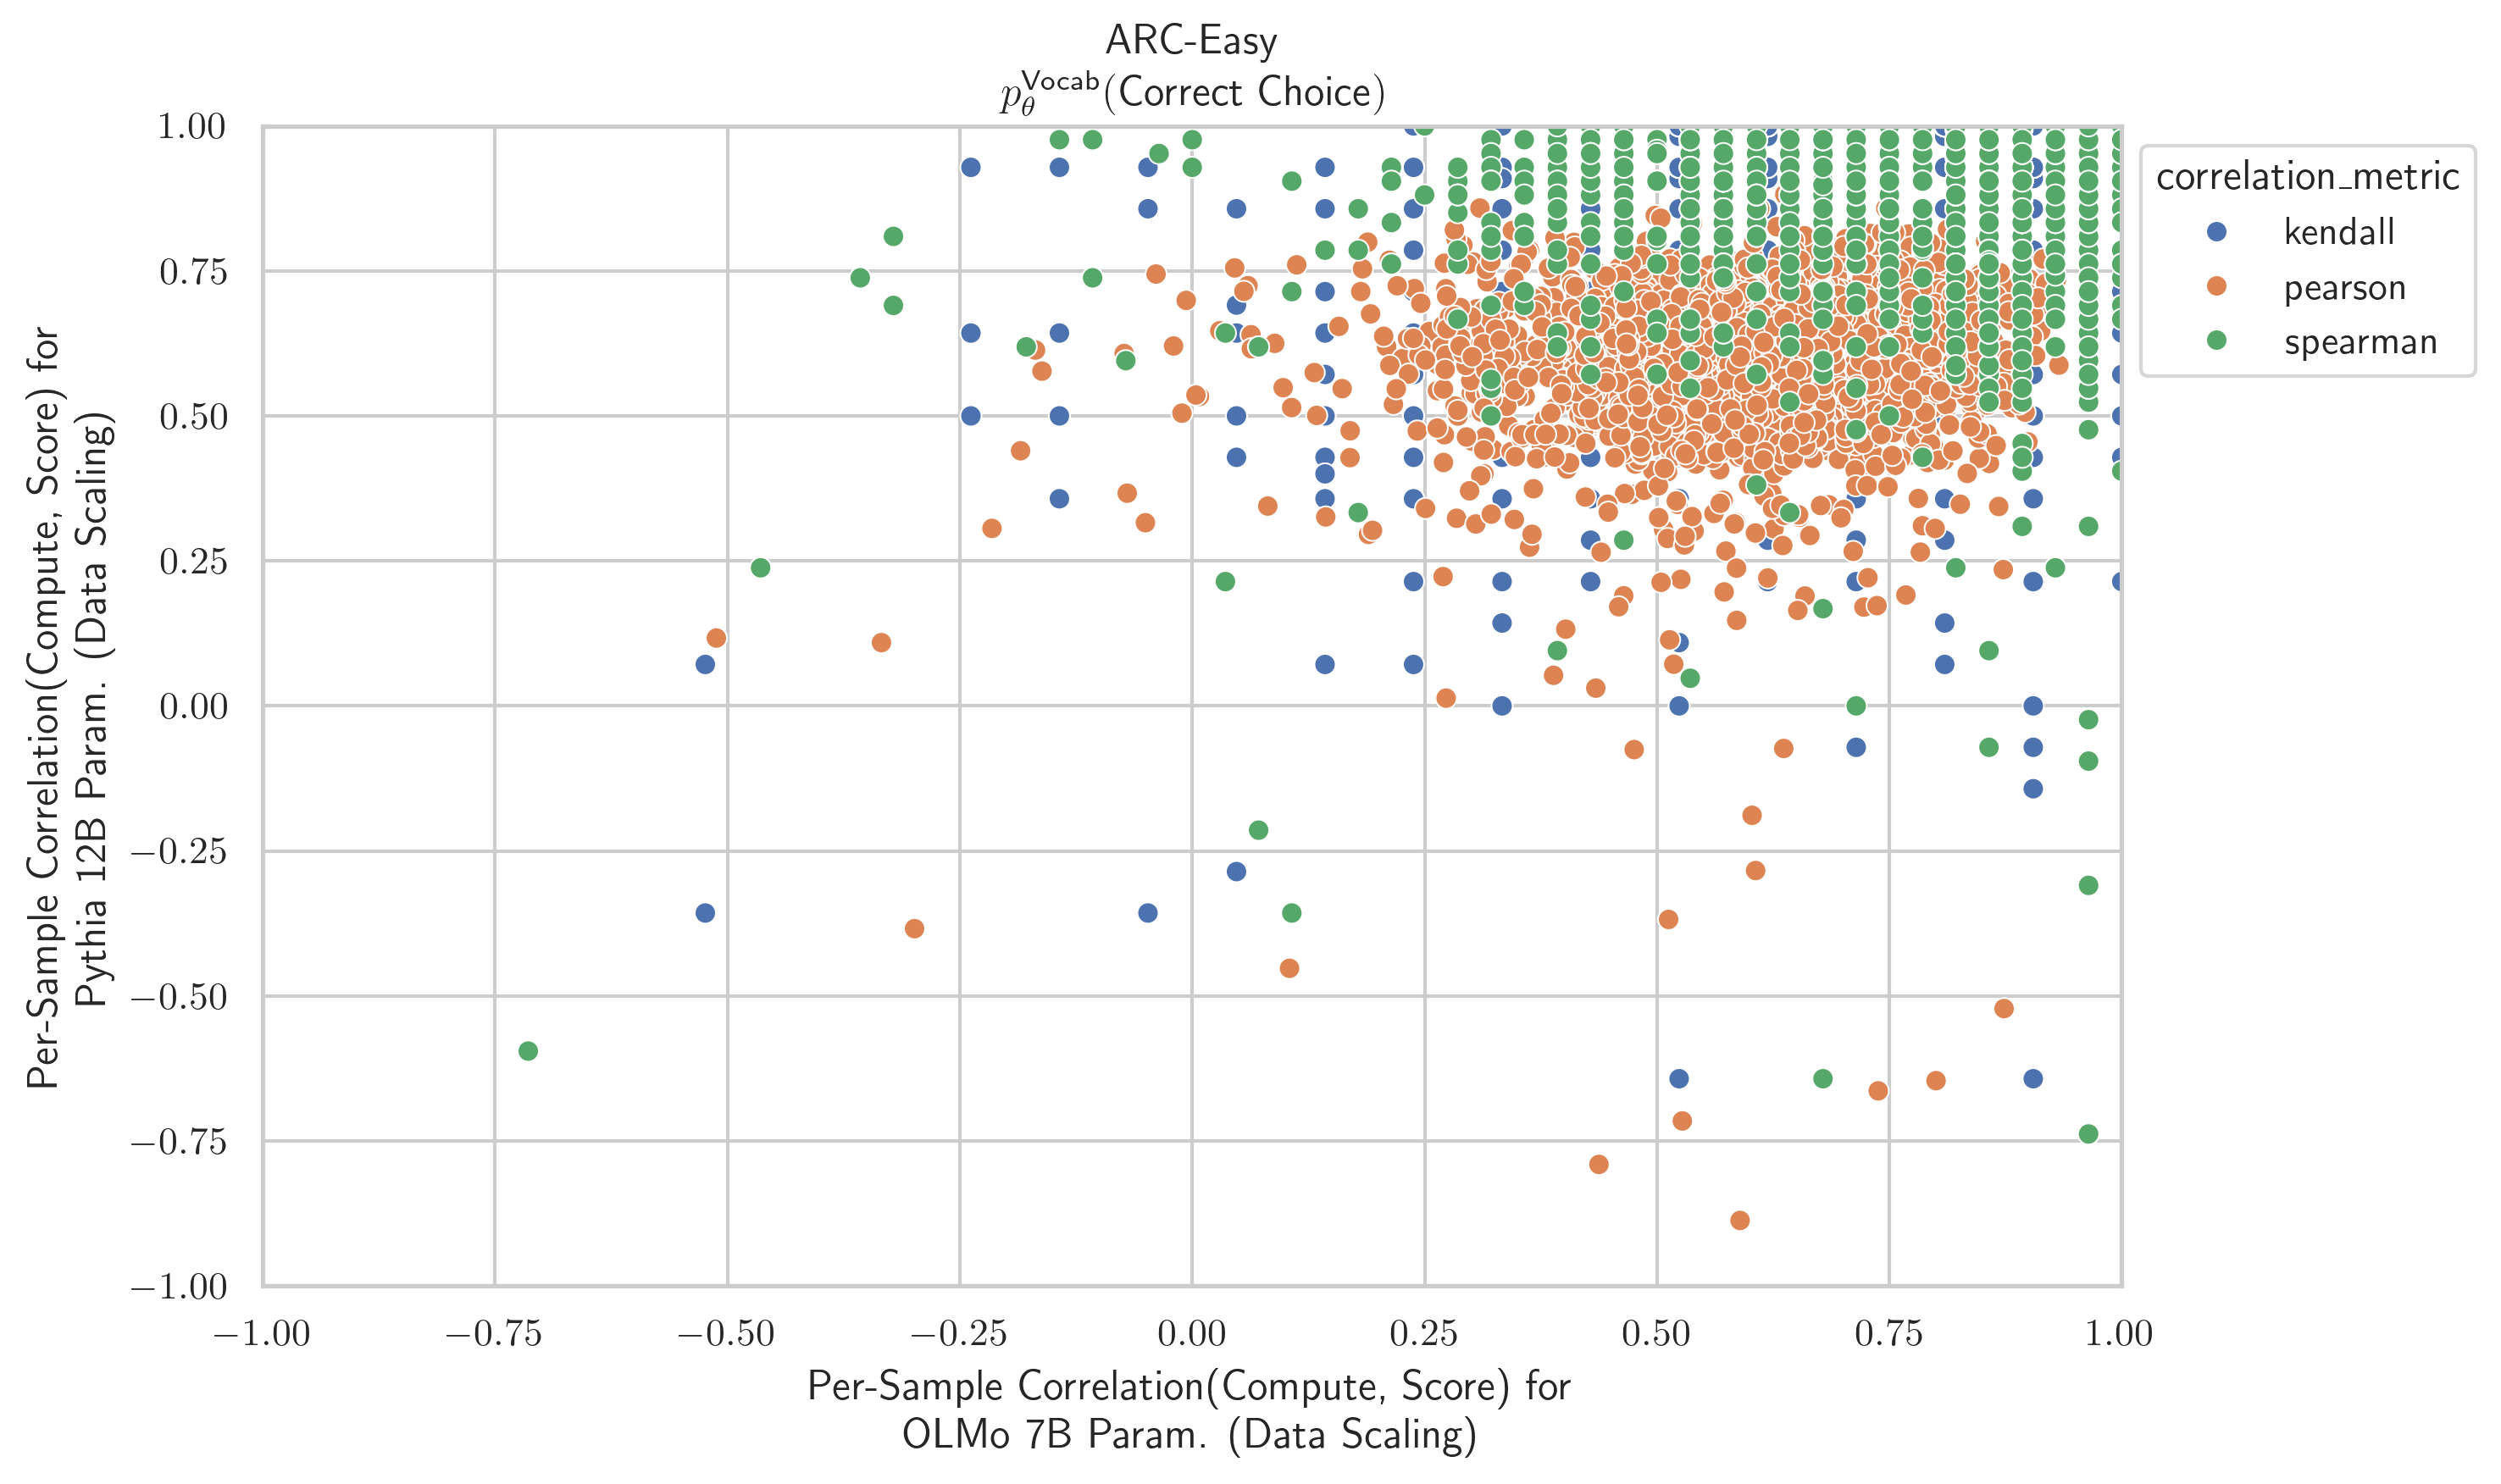 ARC-Easy
p_θ^Vocab(Correct Choice)
1.00
0.75
0.50
0.25
0.00
−0.25
−0.50
−0.75
−1.00
Per-Sample Correlation(Compute, Score) for
Pythia 12B Param. (Data Scaling)
−1.00 −0.75 −0.50 −0.25 0.00 0.25 0.50 0.75 1.00
Per-Sample Correlation(Compute, Score) for
OLMo 7B Param. (Data Scaling)
correlation_metric
kendall
pearson
spearman